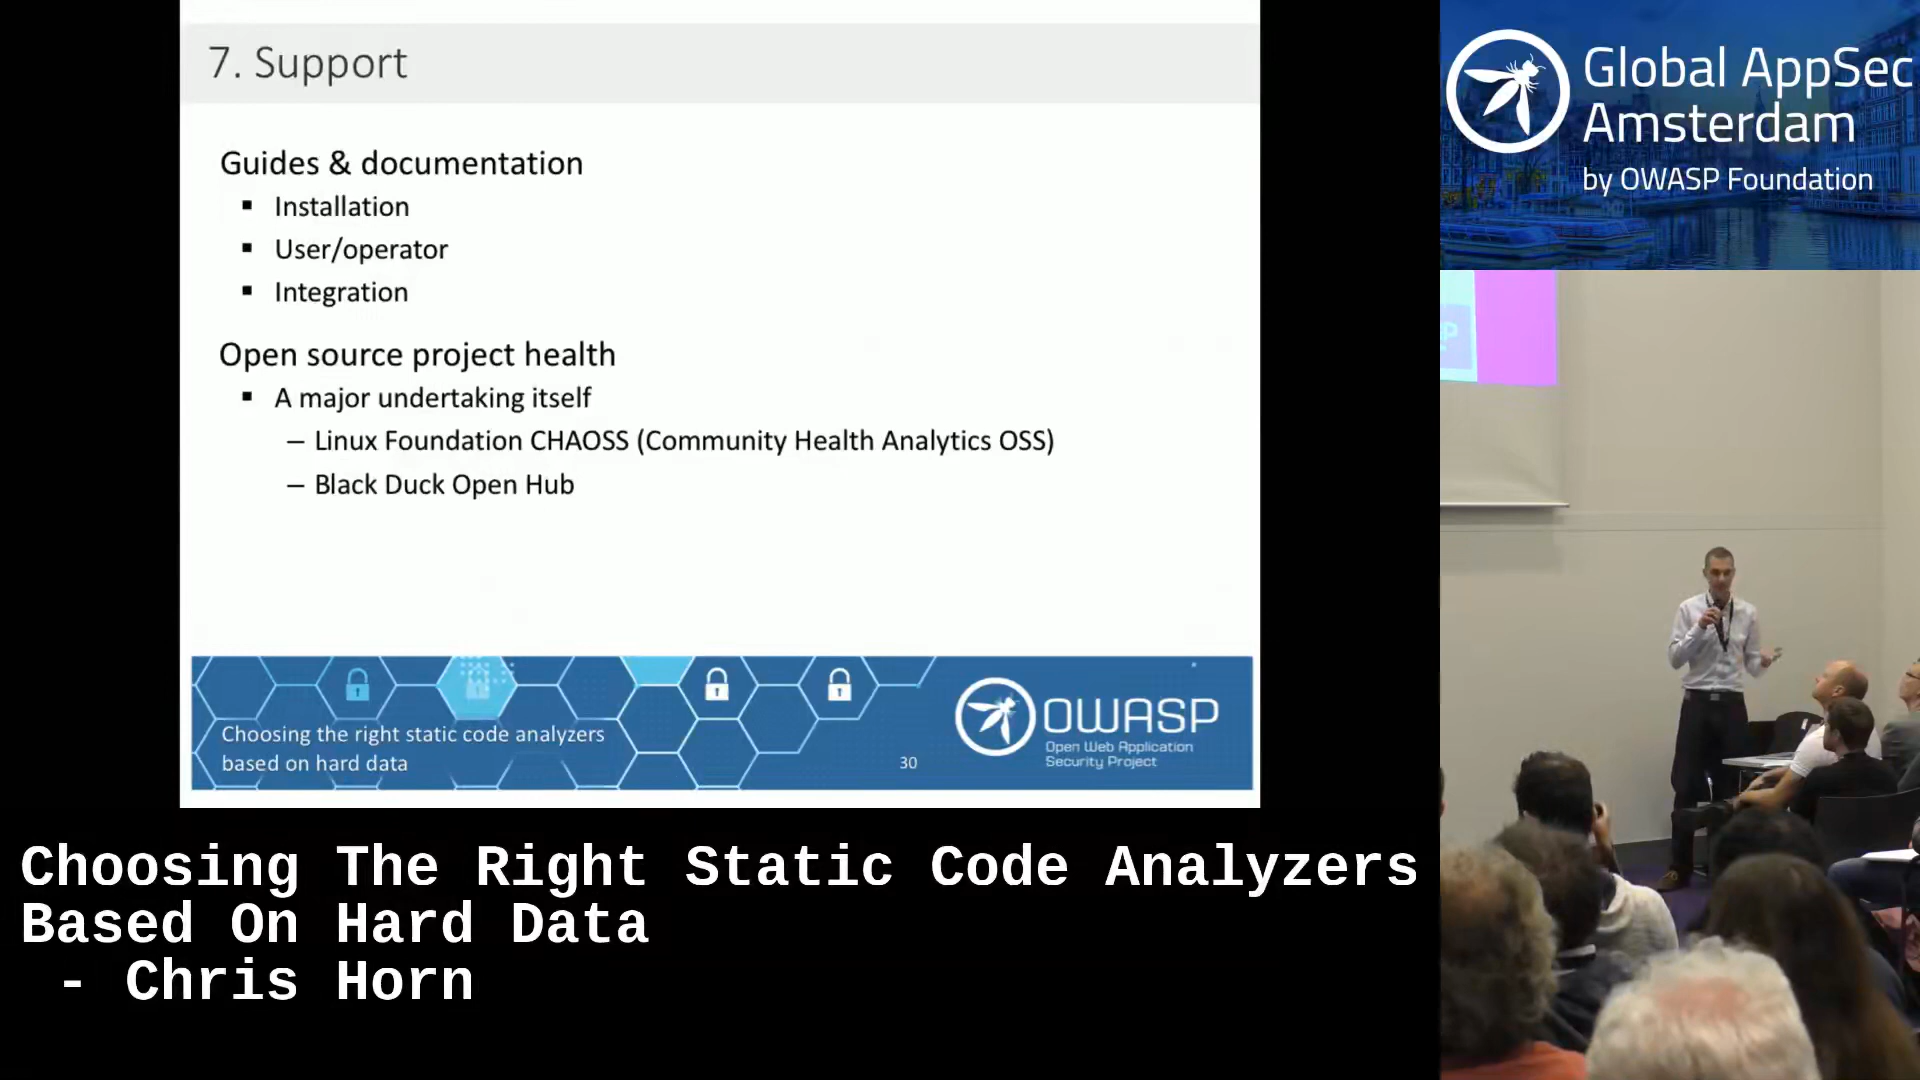 7. Support
Guides & documentation
▪ Installation
▪ User/operator
▪ Integration
Open source project health
▪ A major undertaking itself
– Linux Foundation CHAOSS (Community Health Analytics OSS)
– Black Duck Open Hub
Choosing the right static code analyzers
based on hard data
30
OWASP
Open Web Application
Security Project
Global AppSec
Amsterdam
by OWASP Foundation
Choosing The Right Static Code Analyzers
Based On Hard Data
- Chris Horn